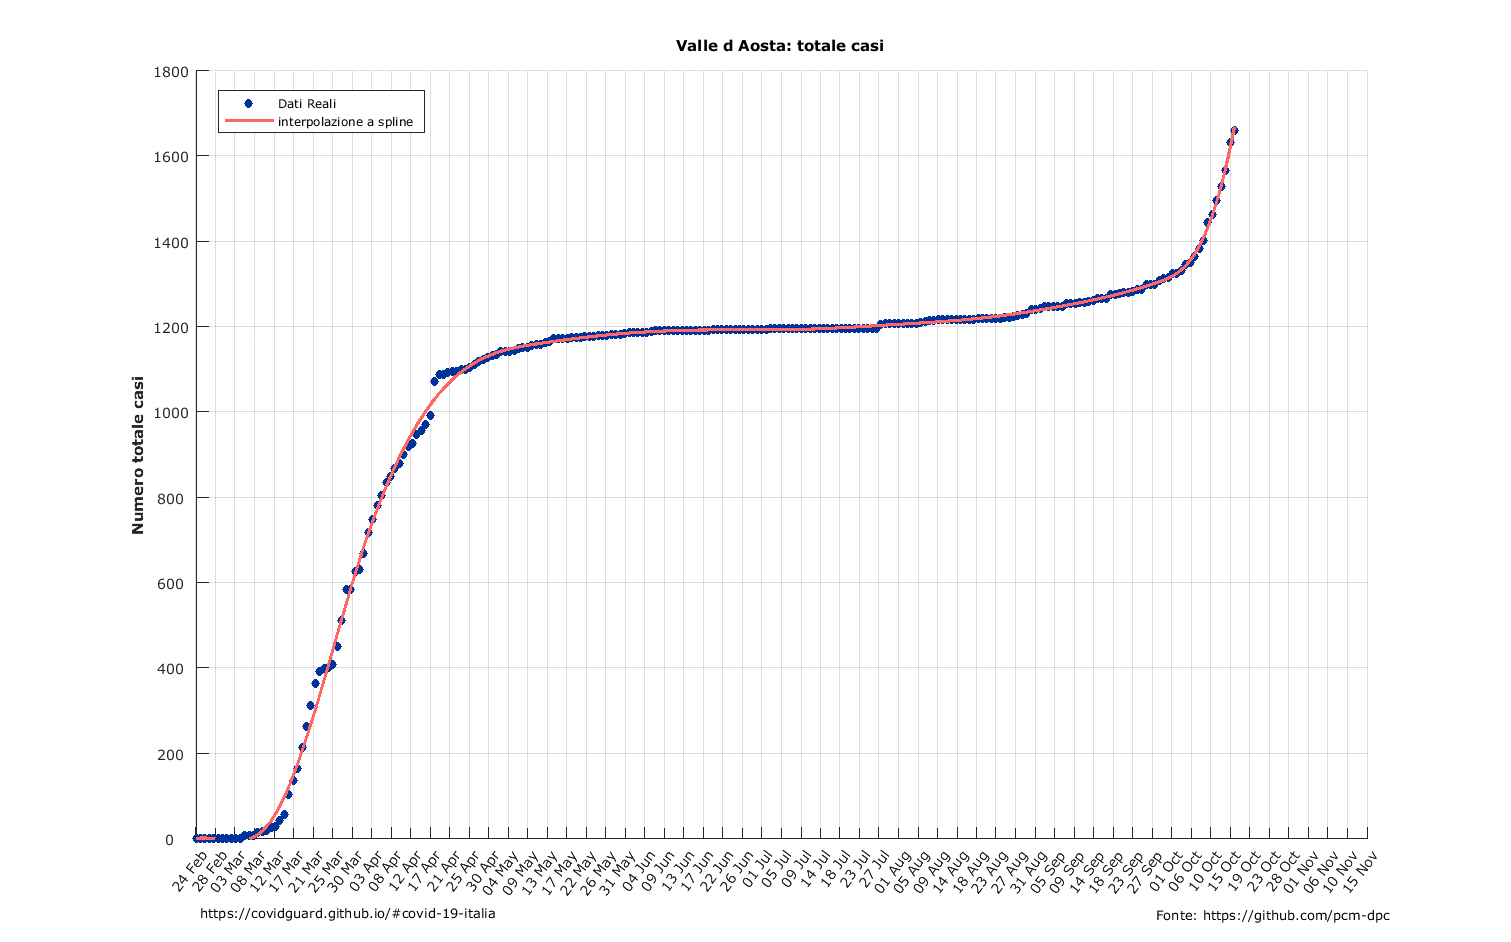 Valle d Aosta: totale casi
Dati Reali
interpolazione a spline
Numero totale casi
1800
1600
1400
1200
1000
800
600
400
200
0
24 Feb
28 Feb
03 Mar
08 Mar
12 Mar
17 Mar
21 Mar
25 Mar
30 Mar
03 Apr
08 Apr
12 Apr
17 Apr
21 Apr
25 Apr
30 Apr
04 May
09 May
13 May
17 May
22 May
26 May
31 May
04 Jun
09 Jun
13 Jun
17 Jun
22 Jun
26 Jun
01 Jul
05 Jul
09 Jul
14 Jul
18 Jul
23 Jul
27 Jul
01 Aug
05 Aug
09 Aug
14 Aug
18 Aug
23 Aug
27 Aug
31 Aug
05 Sep
09 Sep
14 Sep
18 Sep
23 Sep
27 Sep
01 Oct
06 Oct
10 Oct
15 Oct
19 Oct
23 Oct
28 Oct
01 Nov
06 Nov
10 Nov
15 Nov
https://covidguard.github.io/#covid-19-italia
Fonte: https://github.com/pcm-dpc